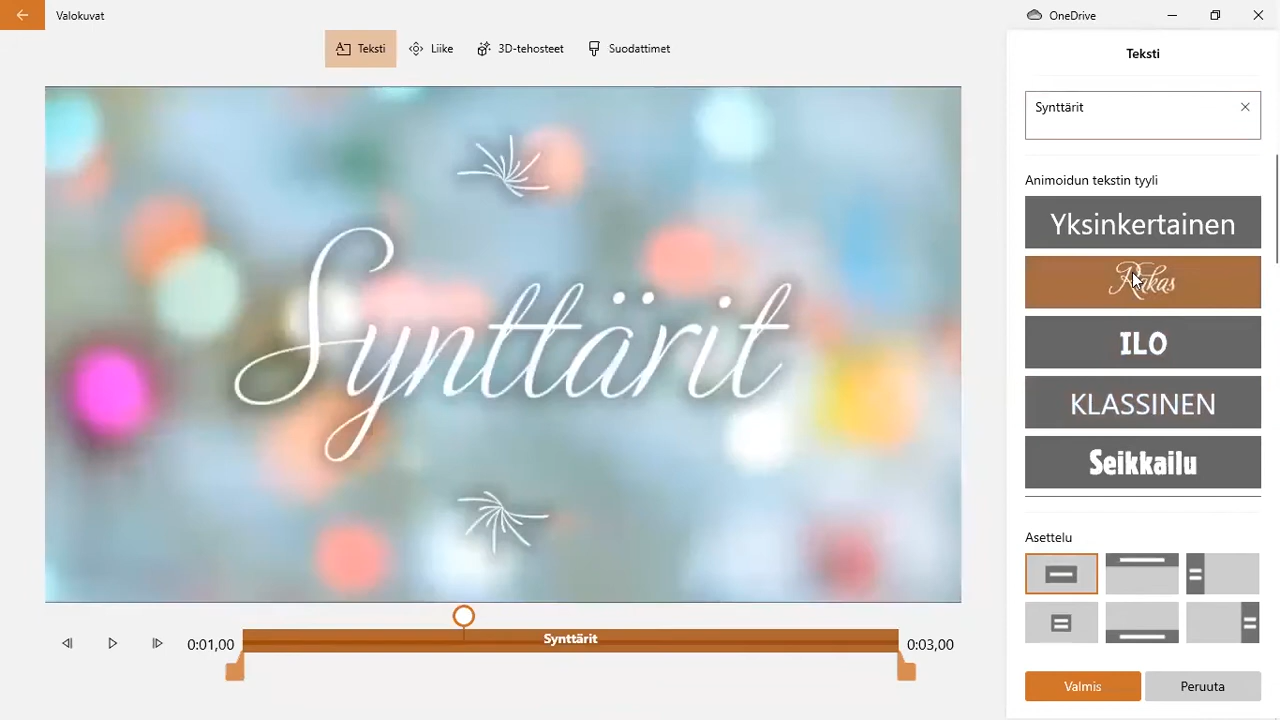 Valokuvat
OneDrive
Teksti
Liike
3D-tehosteet
Suodattimet
Teksti
Synttärit
Animoidun tekstin tyyli
Yksinkertainen
Rakas
ILO
KLASSINEN
Seikkailu
Synttärit
Asettelu
0:01,00
Synttärit
0:03,00
Valmis
Peruuta